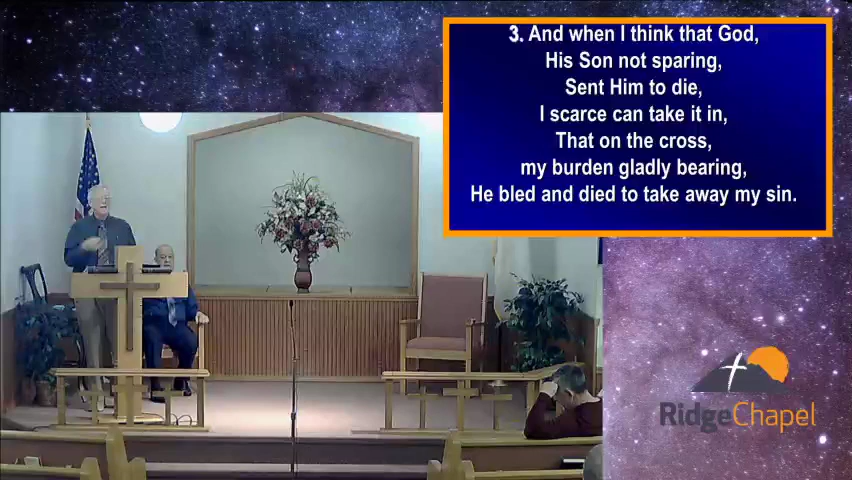 3. And when I think that God,
His Son not sparing,
Sent Him to die,
I scarce can take it in,
That on the cross,
my burden gladly bearing,
He bled and died to take away my sin.
RidgeChapel